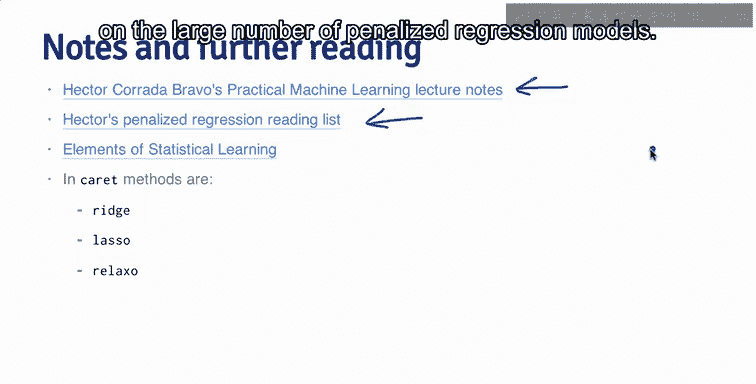 on the large number of penalized regression models.
Notes and further reading
Hector Corrada Bravo's Practical Machine Learning lecture notes
Hector's penalized regression reading list
Elements of Statistical Learning
In caret methods are:
ridge
lasso
relaxo